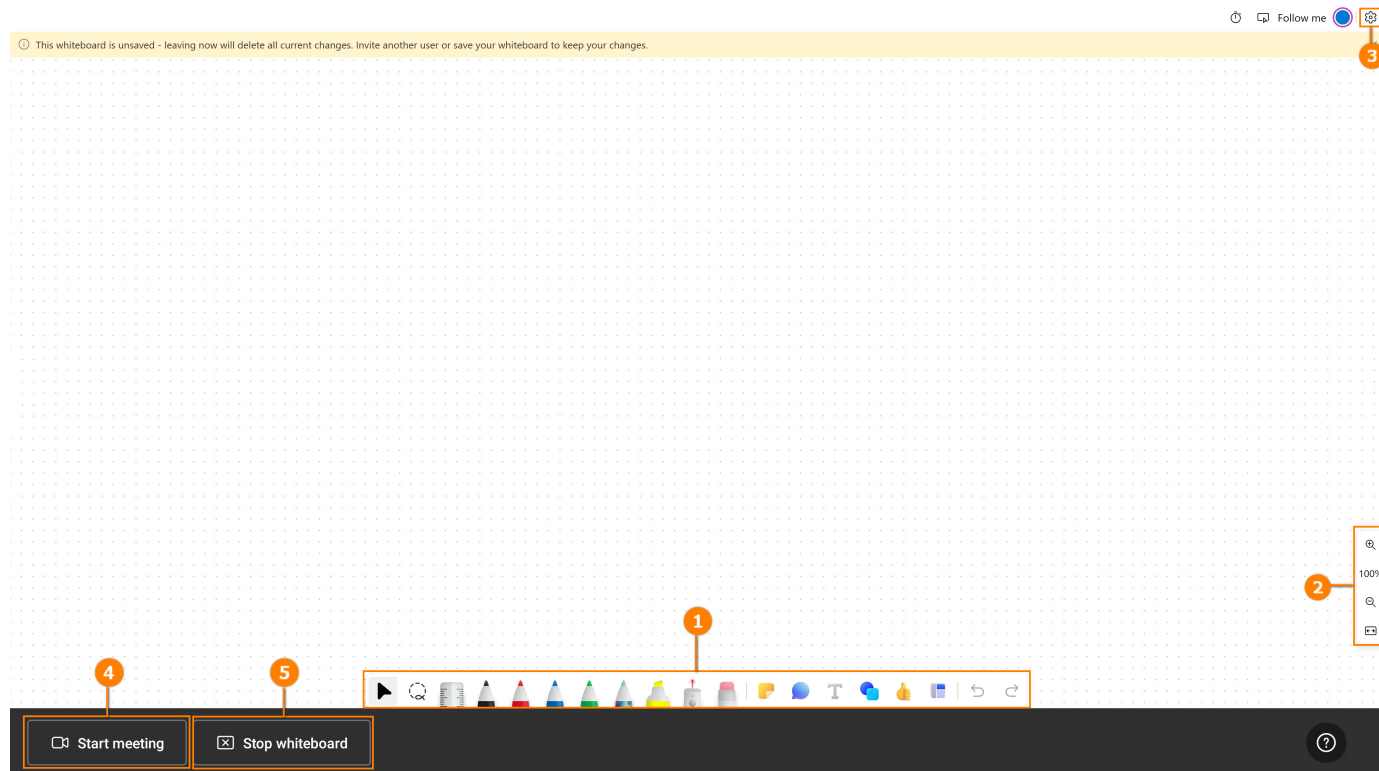 Follow me
3
This whiteboard is unsaved - leaving now will delete all current changes. Invite another user or save your whiteboard to keep your changes.
100%
2
1
4
5
T
Start meeting
Stop whiteboard
?